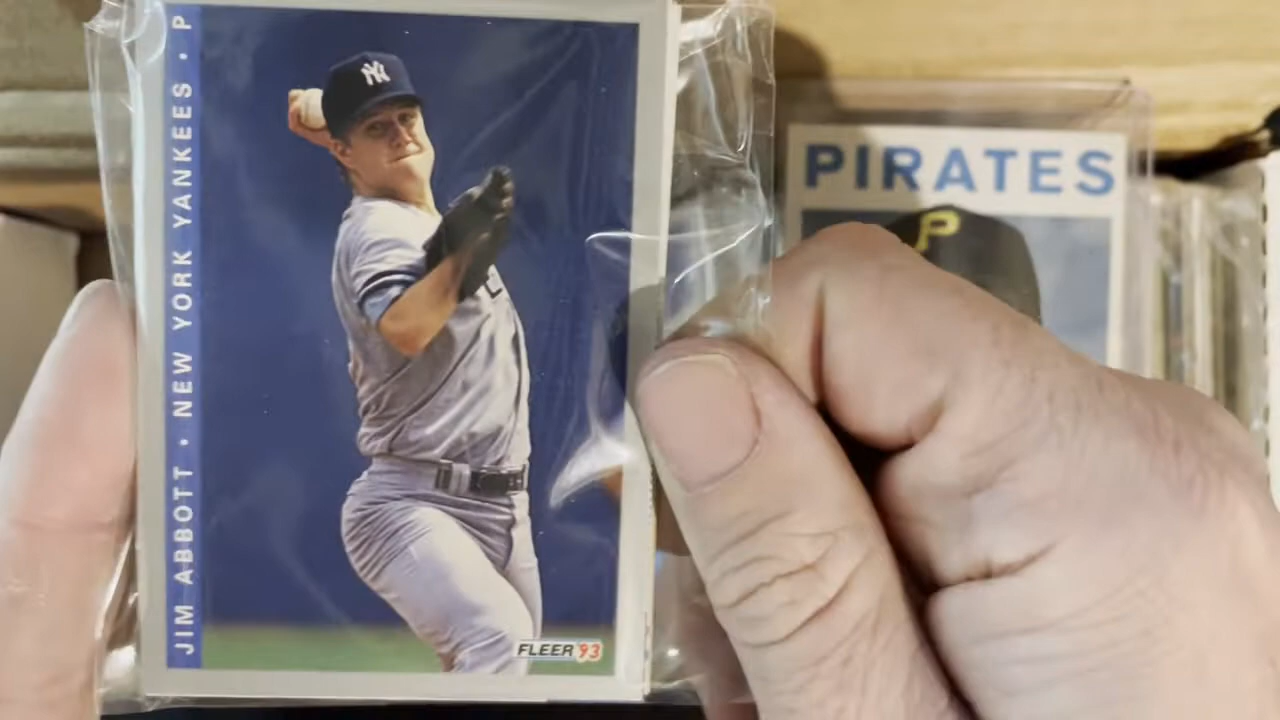 JIM ABBOTT • NEW YORK YANKEES • P
NY
FLEER '93
PIRATES
P